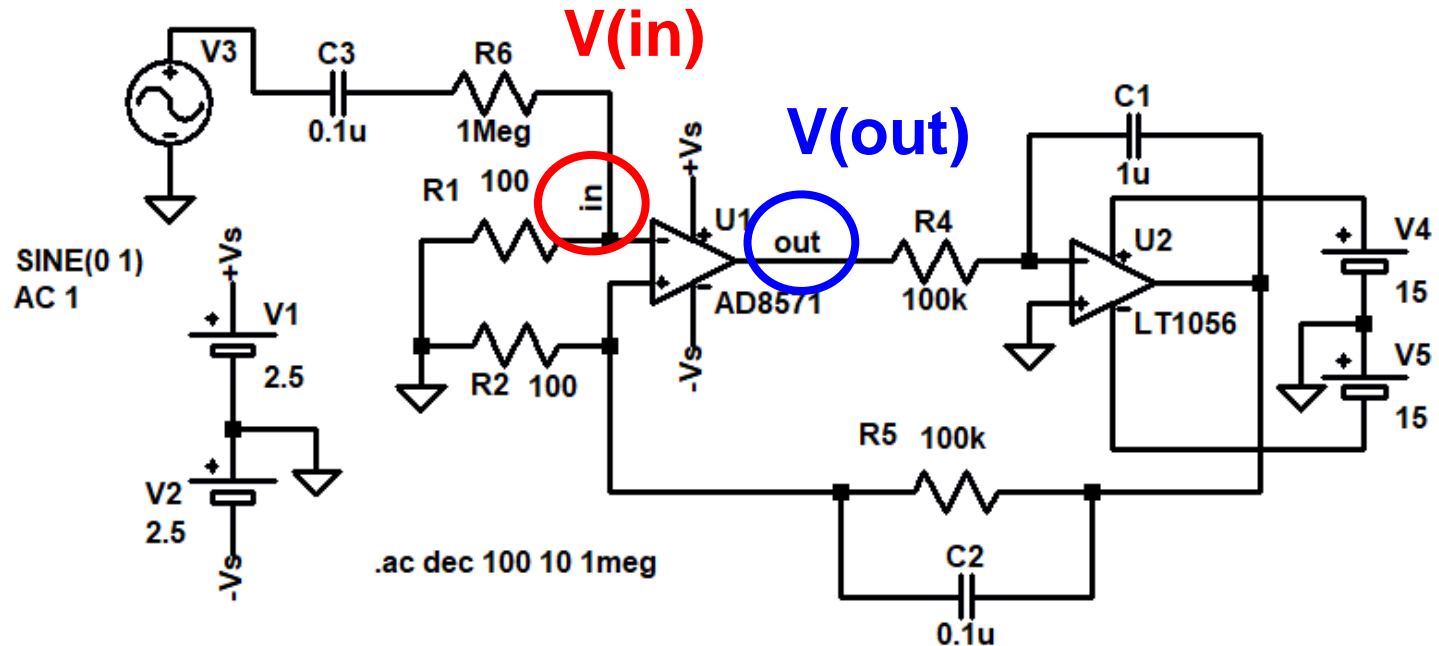 V(in)
V3
C3
0.1u
R6
1Meg
V(out)
C1
1u
R1
100
in
+Vs
U1
out
R4
100k
U2
V4
15
SINE(0 1)
AC 1
+Vs
V1
2.5
AD8571
LT1056
V5
15
R2
100
-Vs
R5
100k
V2
2.5
-Vs
.ac dec 100 10 1meg
C2
0.1u